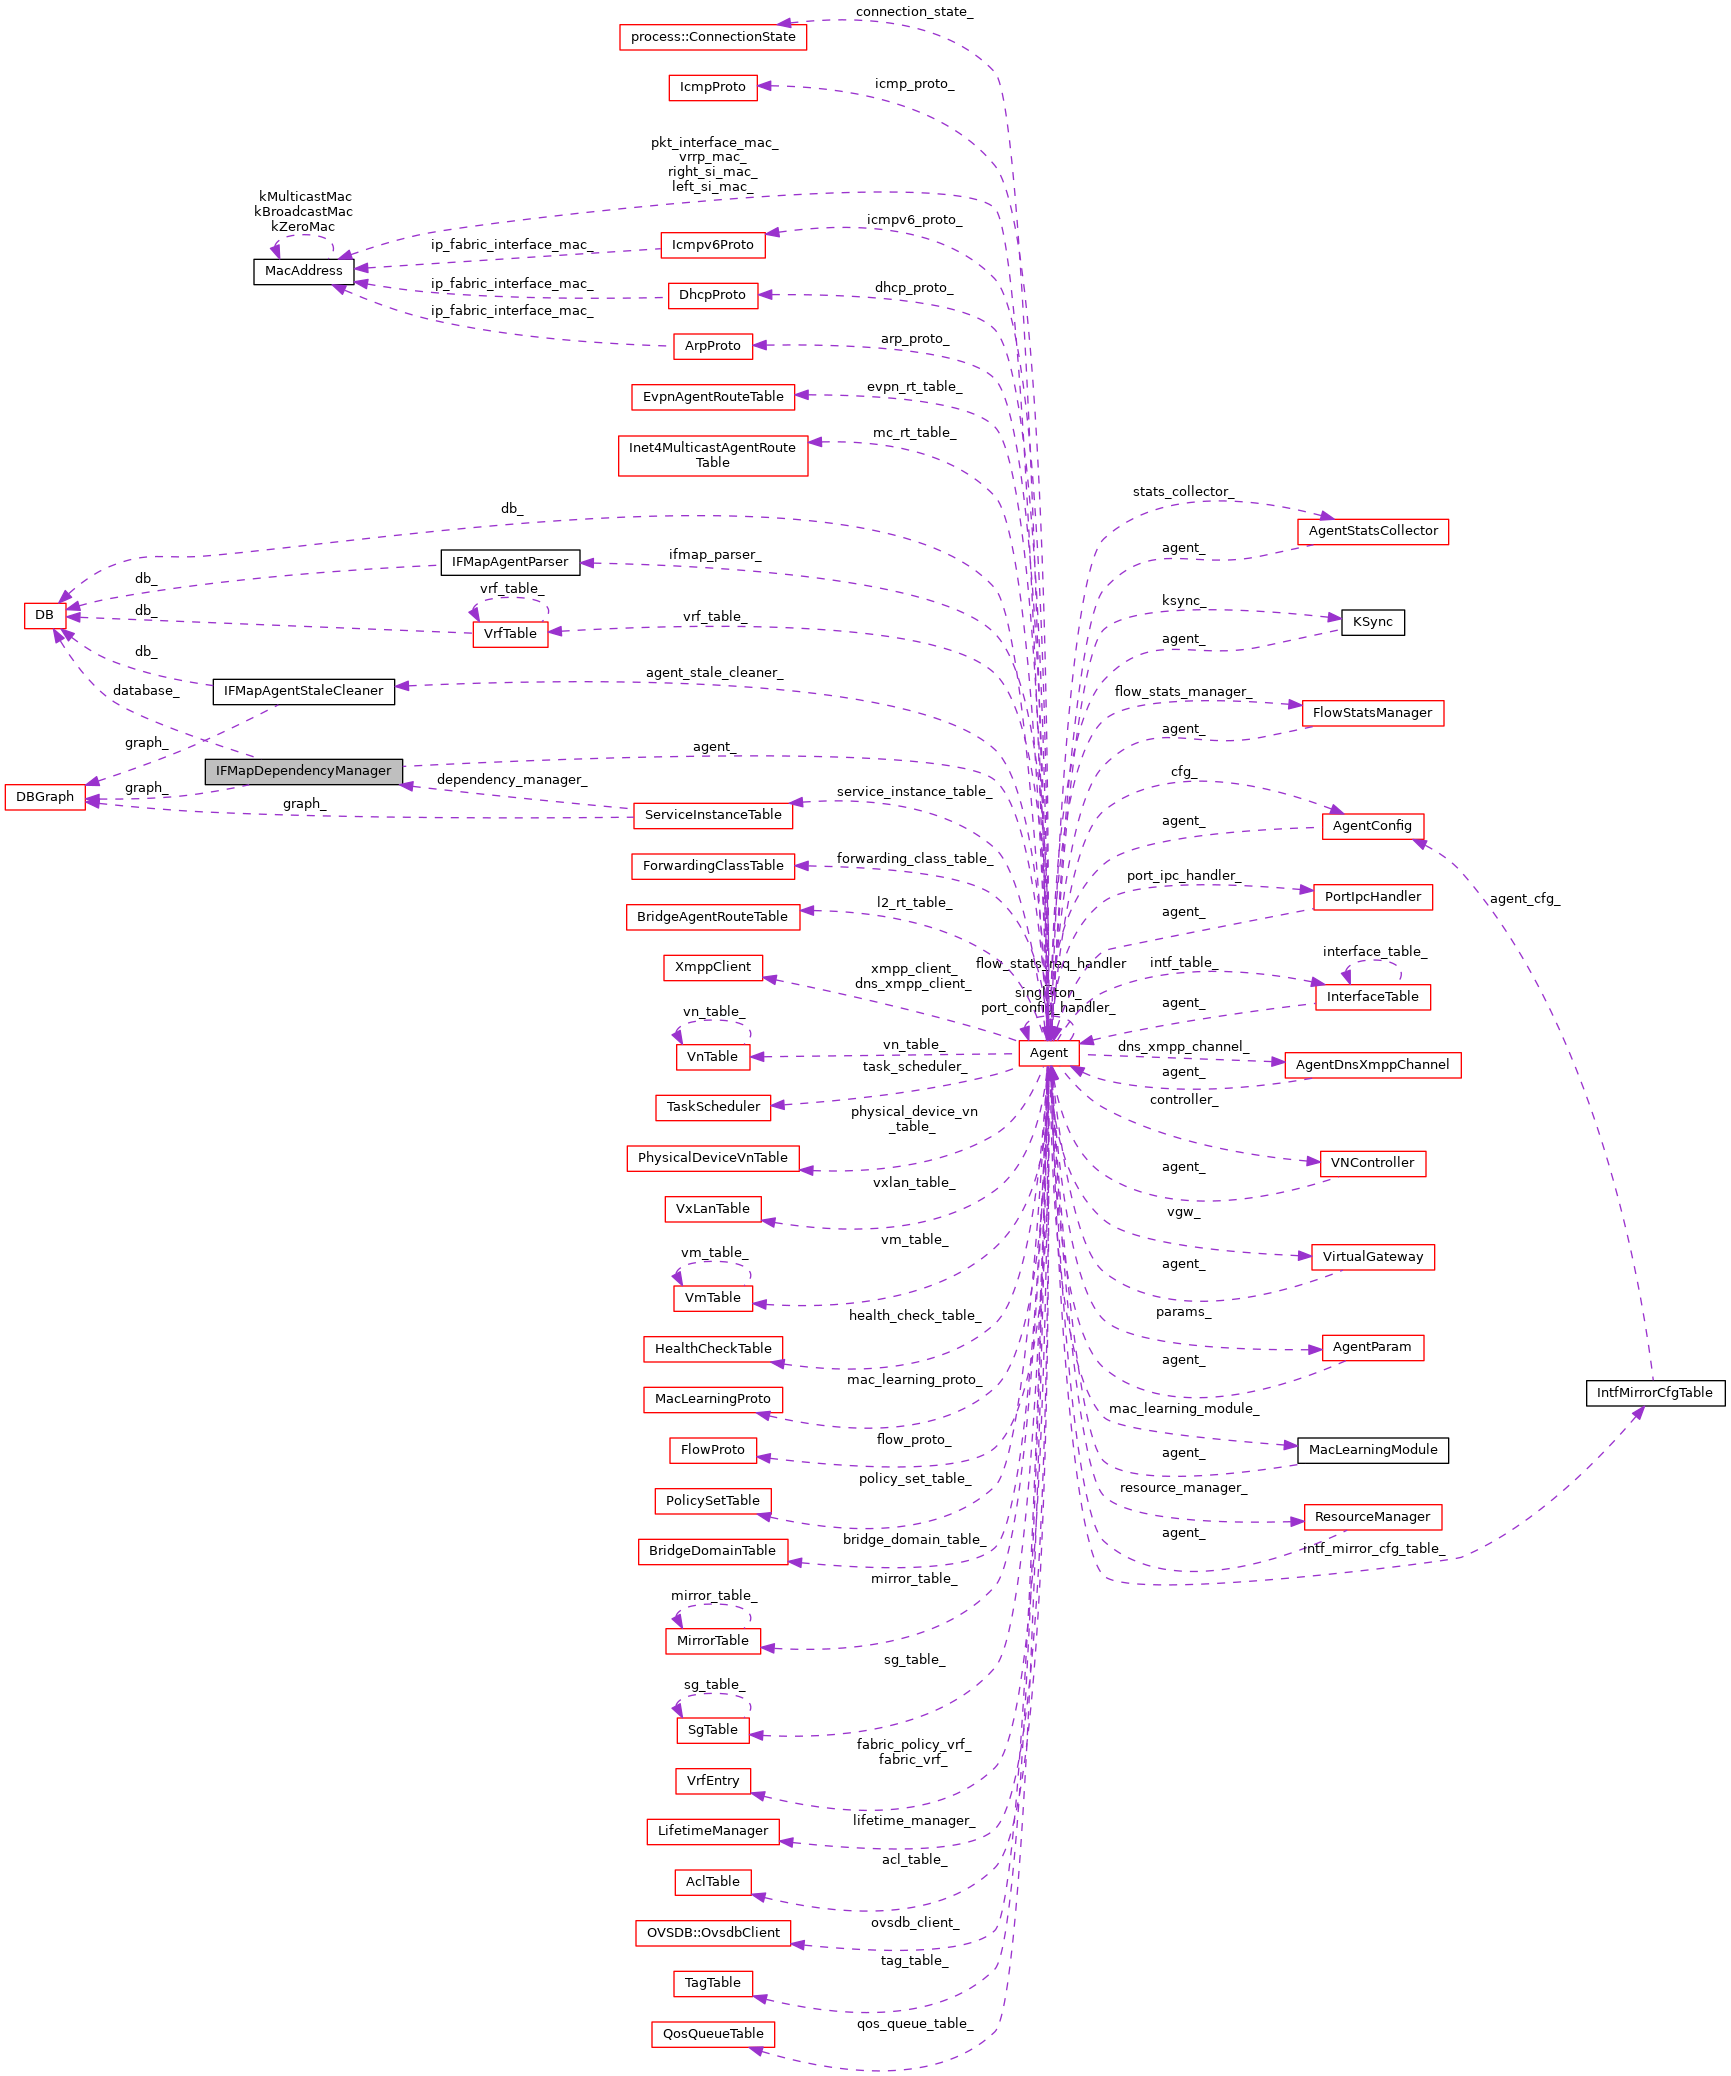 connection_state_
process::ConnectionState
icmp_proto_
IcmpProto
pkt_interface_mac_
vrrp_mac_
right_si_mac_
left_si_mac_
kMulticastMac
kBroadcastMac
kZeroMac
icmpv6_proto_
Icmpv6Proto
ip_fabric_interface_mac_
MacAddress
ip_fabric_interface_mac_
DhcpProto
dhcp_proto_
ip_fabric_interface_mac_
ArpProto
arp_proto_
EvpnAgentRouteTable
evpn_rt_table_
mc_rt_table_
Inet4MulticastAgentRoute
Table
stats_collector_
AgentStatsCollector
agent_
db_
ifmap_parser_
IFMapAgentParser
db_
vrf_table_
DB
db_
VrfTable
vrf_table_
ksync_
KSync
agent_
db_
agent_stale_cleaner_
IFMapAgentStaleCleaner
database_
flow_stats_manager_
FlowStatsManager
agent_
graph_
agent_
IFMapDependencyManager
dependency_manager_
cfg_
DBGraph
graph_
graph_
service_instance_table_
ServiceInstanceTable
agent_
AgentConfig
forwarding_class_table_
ForwardingClassTable
port_ipc_handler_
PortIpcHandler
agent_cfg_
l2_rt_table_
BridgeAgentRouteTable
agent_
interface_table_
XmppClient
xmpp_client_
dns_xmpp_client_
flow_stats_req_handler
_
singleton_
port_config_handler_
intf_table_
InterfaceTable
agent_
vn_table_
VnTable
vn_table_
Agent
dns_xmpp_channel_
AgentDnsXmppChannel
agent_
task_scheduler_
TaskScheduler
controller_
physical_device_vn
_table_
PhysicalDeviceVnTable
VNController
agent_
vxlan_table_
VxLanTable
vgw_
vm_table_
vm_table_
VmTable
VirtualGateway
agent_
params_
health_check_table_
HealthCheckTable
AgentParam
agent_
mac_learning_proto_
MacLearningProto
IntfMirrorCfgTable
mac_learning_module_
MacLearningModule
agent_
flow_proto_
FlowProto
policy_set_table_
PolicySetTable
resource_manager_
ResourceManager
agent_
bridge_domain_table_
BridgeDomainTable
intf_mirror_cfg_table_
mirror_table_
mirror_table_
MirrorTable
sg_table_
sg_table_
SgTable
fabric_policy_vrf_
fabric_vrf_
VrfEntry
lifetime_manager_
LifetimeManager
acl_table_
AclTable
ovsdb_client_
OVSDB::OvsdbClient
tag_table_
TagTable
qos_queue_table_
QosQueueTable